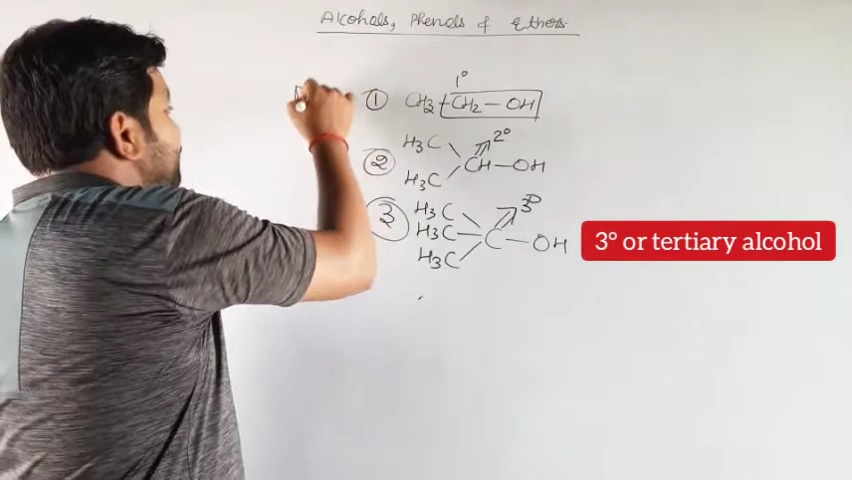 Alcohols, Phenols & Ethers
1°
① CH3 – CH2 – OH
H3C 2°
② CH – OH
H3C
H3C 3°
③ H3C C – OH
H3C
3° or tertiary alcohol